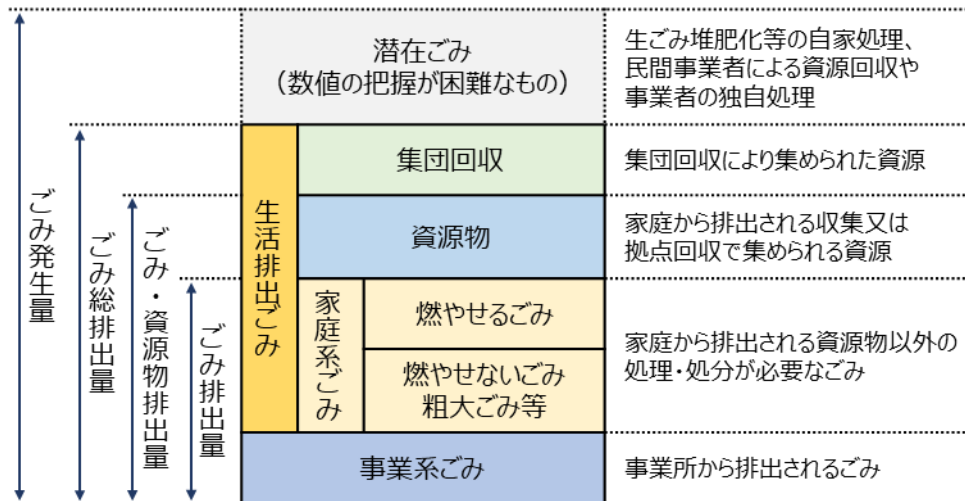 ごみ発生量
ごみ総排出量
ごみ・資源物排出量
ごみ排出量
潜在ごみ
（数値の把握が困難なもの）
生ごみ堆肥化等の自家処理、
民間事業者による資源回収や
事業者の独自処理
生活排出ごみ
集団回収
集団回収により集められた資源
資源物
家庭から排出される収集又は
拠点回収で集められる資源
家庭系ごみ
燃やせるごみ
燃やせないごみ
粗大ごみ等
家庭から排出される資源物以外の
処理・処分が必要なごみ
事業系ごみ
事業所から排出されるごみ